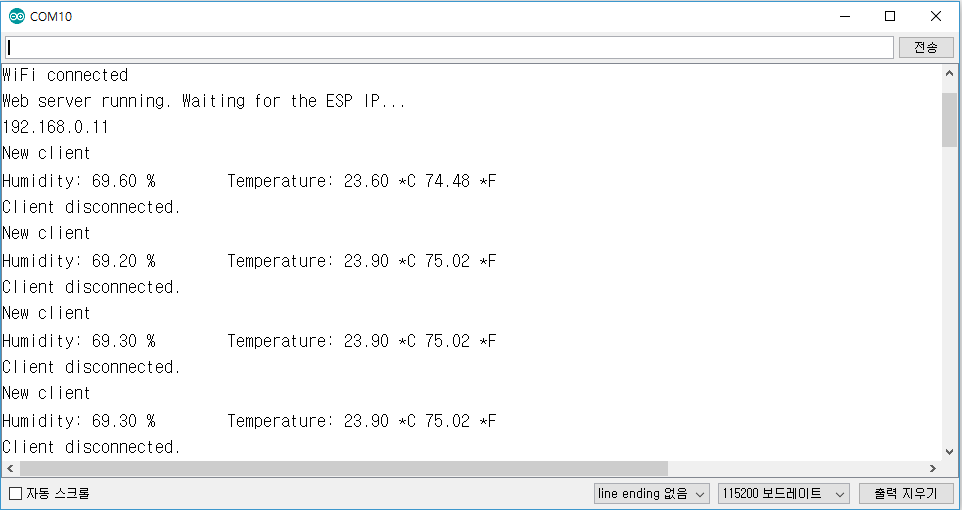 COM10
전송
WiFi connected
Web server running. Waiting for the ESP IP...
192.168.0.11
New client
Humidity: 69.60 %        Temperature: 23.60 *C 74.48 *F
Client disconnected.
New client
Humidity: 69.20 %        Temperature: 23.90 *C 75.02 *F
Client disconnected.
New client
Humidity: 69.30 %        Temperature: 23.90 *C 75.02 *F
Client disconnected.
New client
Humidity: 69.30 %        Temperature: 23.90 *C 75.02 *F
Client disconnected.
자동 스크롤 line ending 없음 115200 보드레이트 출력 지우기